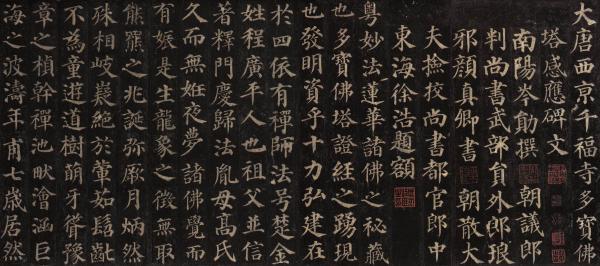 大唐西京千福寺多寶佛
塔感應碑文
南陽岑勛撰 朝議郎
判尚書武部員外郎琅
邪顏真卿書 朝散大
夫撿校尚書都官郎中
東海徐浩題額
粵妙法蓮華諸佛之秘藏
也多寶佛塔證経之踴現
也發明資乎十力弘建在
於四依有禪師法号楚金
姓程廣平人也祖父並信
著釋門慶歸法胤母高氏
久而無姙夜夢諸佛覺而
有娠是生龍象之徵無取
熊羆之兆誕弥厥月炳然
殊相岐嶷絕於葷茹髫齔
不為童遊道樹萌牙聳豫
章之楨幹禪池畎澮涵巨
海之波濤年甫七歲居然